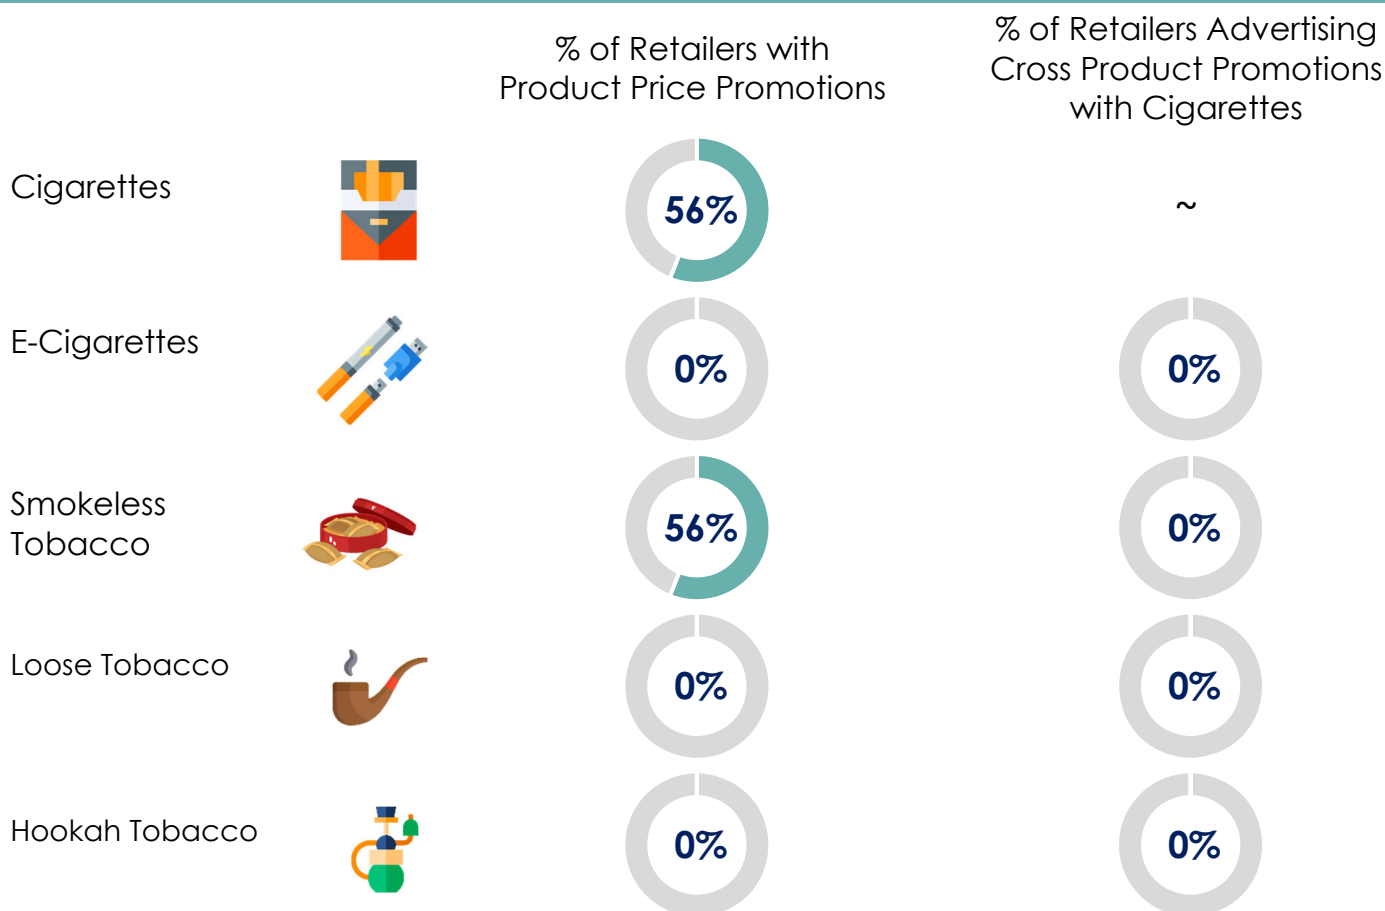 % of Retailers with
Product Price Promotions
% of Retailers Advertising
Cross Product Promotions
with Cigarettes
Cigarettes
56%
~
E-Cigarettes
0%
0%
Smokeless
Tobacco
56%
0%
Loose Tobacco
0%
0%
Hookah Tobacco
0%
0%